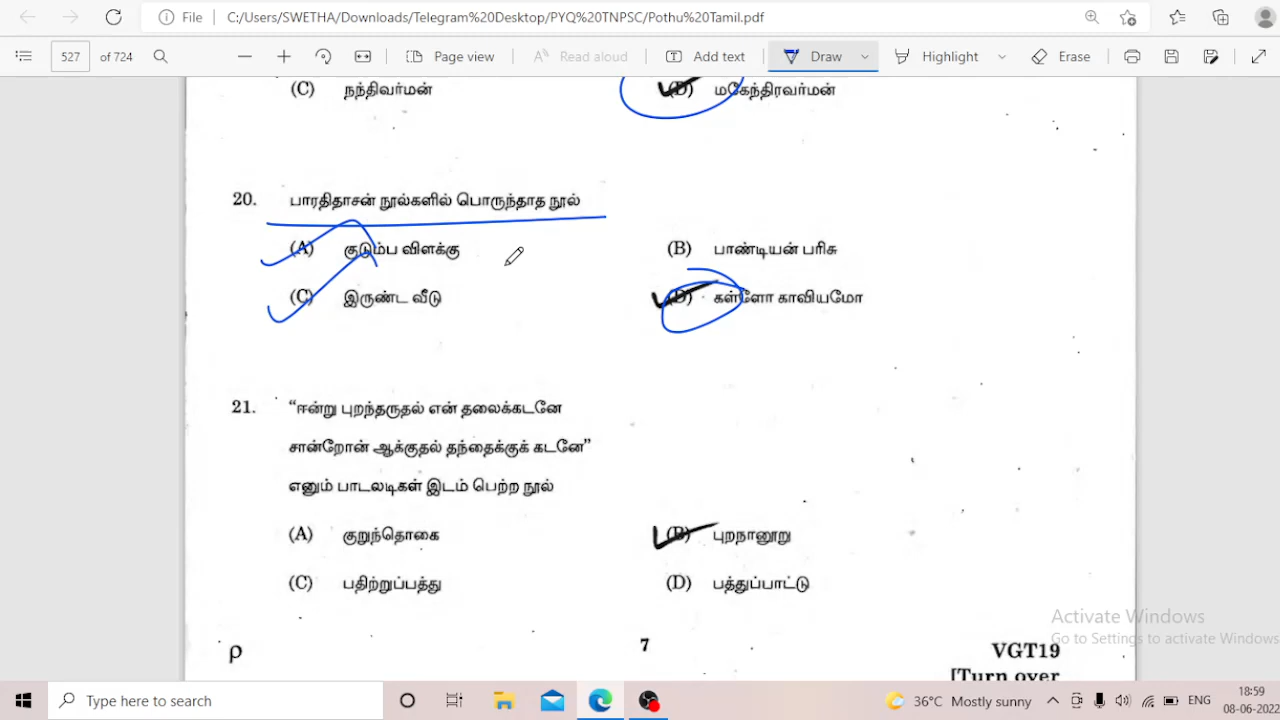 File C:/Users/SWETHA/Downloads/Telegram%20Desktop/PYQ%20TNPSC/Pothu%20Tamil.pdf
527 of 724 Page view Read aloud Add text Draw Highlight Erase
(C) நந்திவர்மன் (D) மகேந்திரவர்மன்
20. பாரதிதாசன் நூல்களில் பொருந்தாத நூல்
(A) குடும்ப விளக்கு (B) பாண்டியன் பரிசு
(C) இருண்ட வீடு (D) கள்ளோ காவியமோ
21. "ஈன்று புறந்தருதல் என் தலைக்கடனே
சான்றோன் ஆக்குதல் தந்தைக்குக் கடனே"
எனும் பாடலடிகள் இடம் பெற்ற நூல்
(A) குறுந்தொகை (B) புறநானூறு
(C) பதிற்றுப்பத்து (D) பத்துப்பாட்டு
Activate Windows
Go to Settings to activate Windows
ρ 7 VGT19
[Turn over
Type here to search 36°C Mostly sunny ENG 18:59
08-06-2022